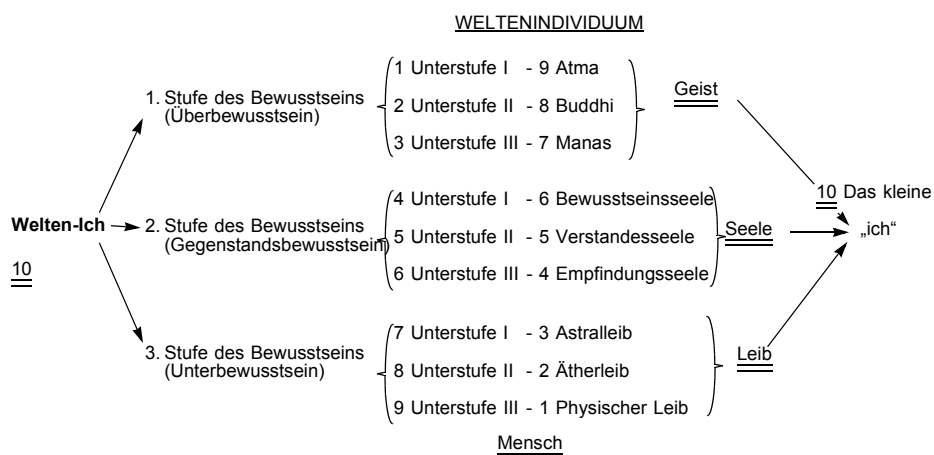 WELTENINDIVIDUUM
1. Stufe des Bewusstseins
(Überbewusstsein)
1 Unterstufe I - 9 Atma
2 Unterstufe II - 8 Buddhi
3 Unterstufe III - 7 Manas
Geist
Welten-Ich
10
2. Stufe des Bewusstseins
(Gegenstandsbewusstsein)
4 Unterstufe I - 6 Bewusstseinsseele
5 Unterstufe II - 5 Verstandesseele
6 Unterstufe III - 4 Empfindungsseele
Seele
10 Das kleine
„ich“
3. Stufe des Bewusstseins
(Unterbewusstsein)
7 Unterstufe I - 3 Astralleib
8 Unterstufe II - 2 Ätherleib
9 Unterstufe III - 1 Physischer Leib
Leib
Mensch